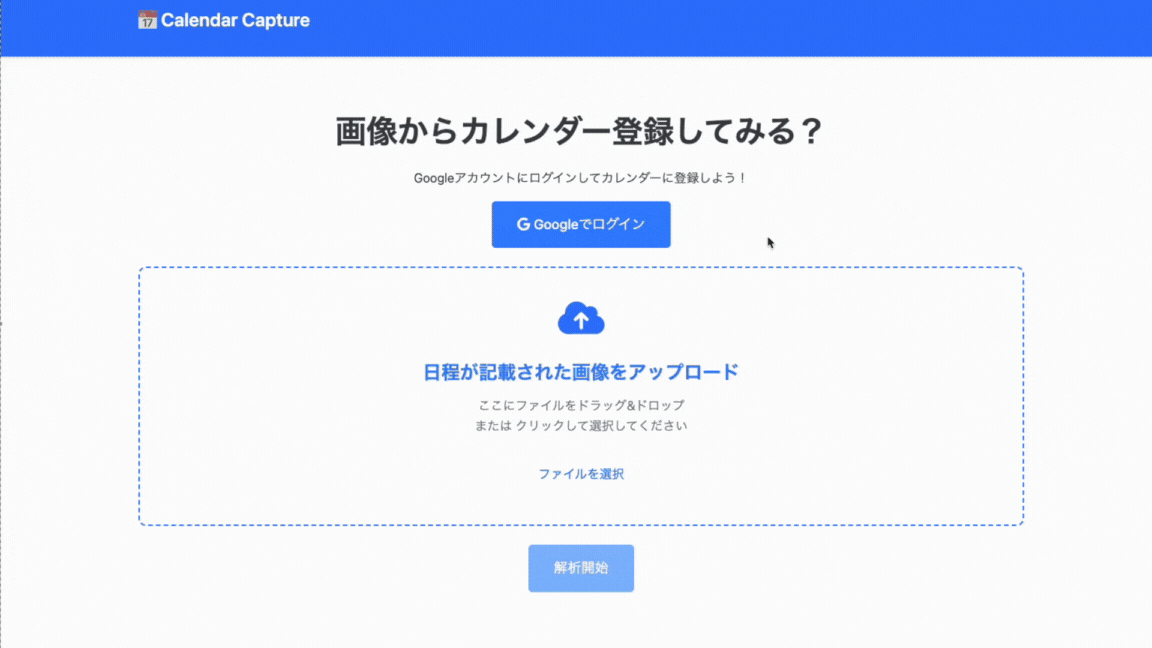 17 Calendar Capture
画像からカレンダー登録してみる？
Googleアカウントにログインしてカレンダーに登録しよう！
G Googleでログイン
日程が記載された画像をアップロード
ここにファイルをドラッグ&ドロップ
または クリックして選択してください
ファイルを選択
解析開始